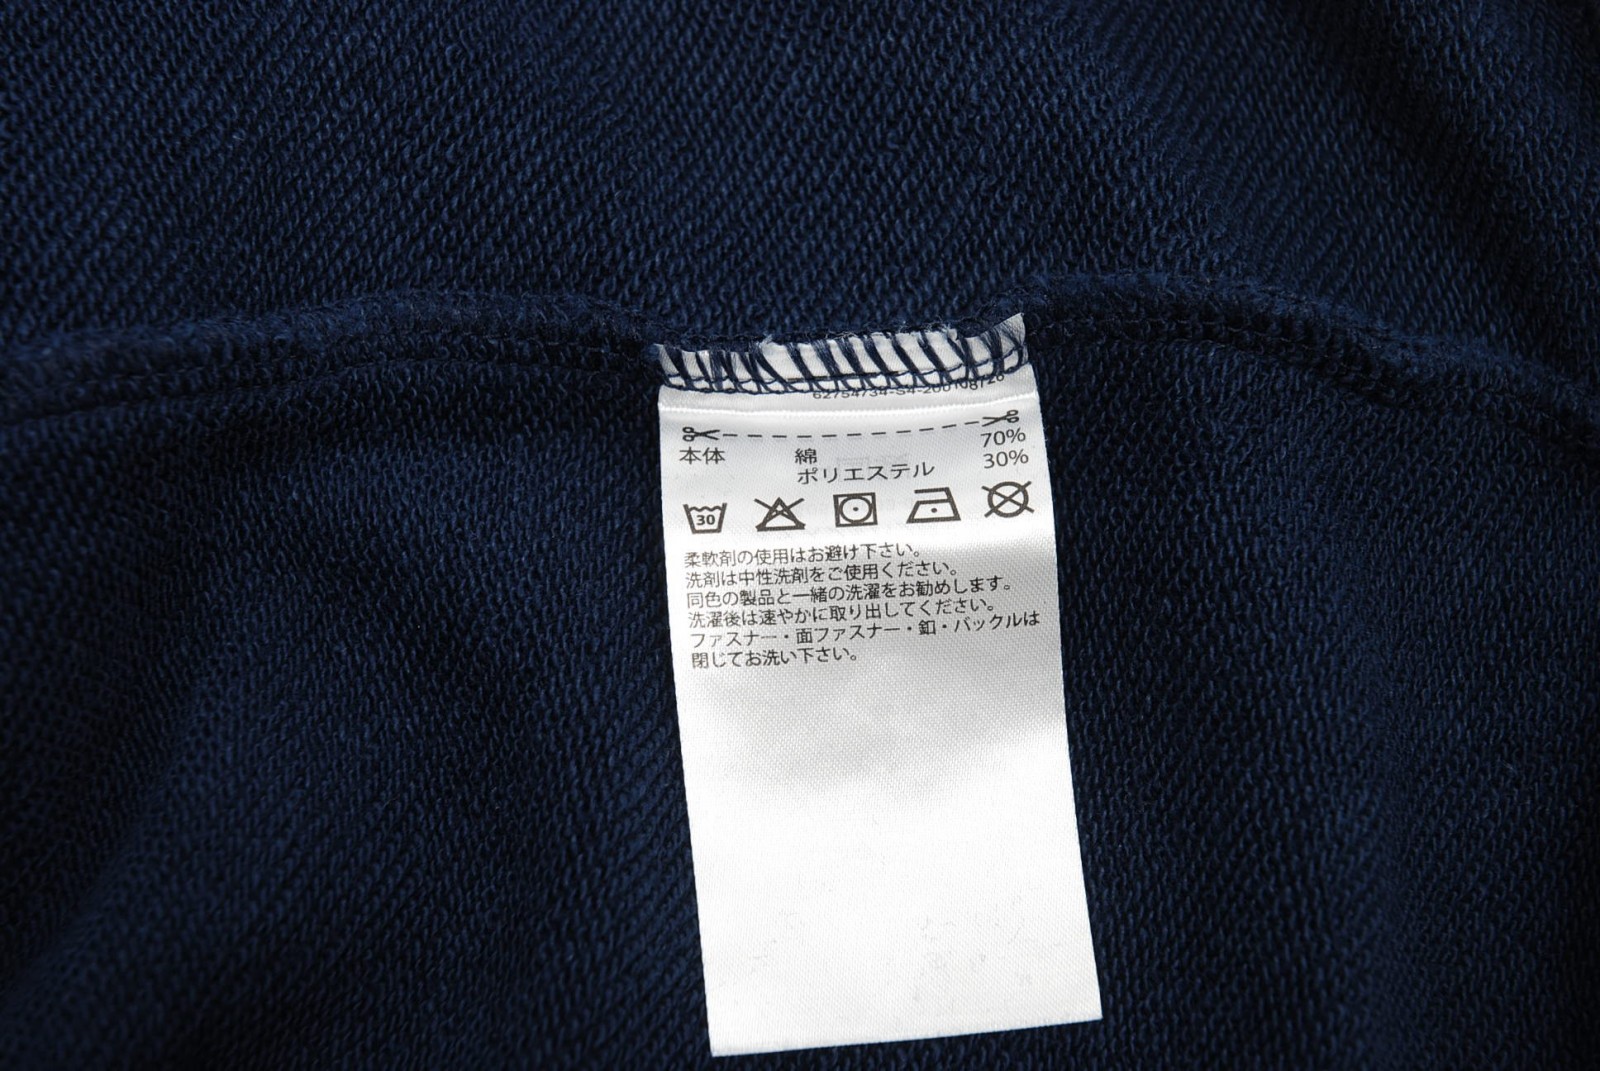 62754734-S4-200108126
本体 綿 70%
ポリエステル 30%
30
柔軟剤の使用はお避け下さい。
洗剤は中性洗剤をご使用ください。
同色の製品と一緒の洗濯をお勧めします。
洗濯後は速やかに取り出してください。
ファスナー・面ファスナー・釦・バックルは
閉じてお洗い下さい。